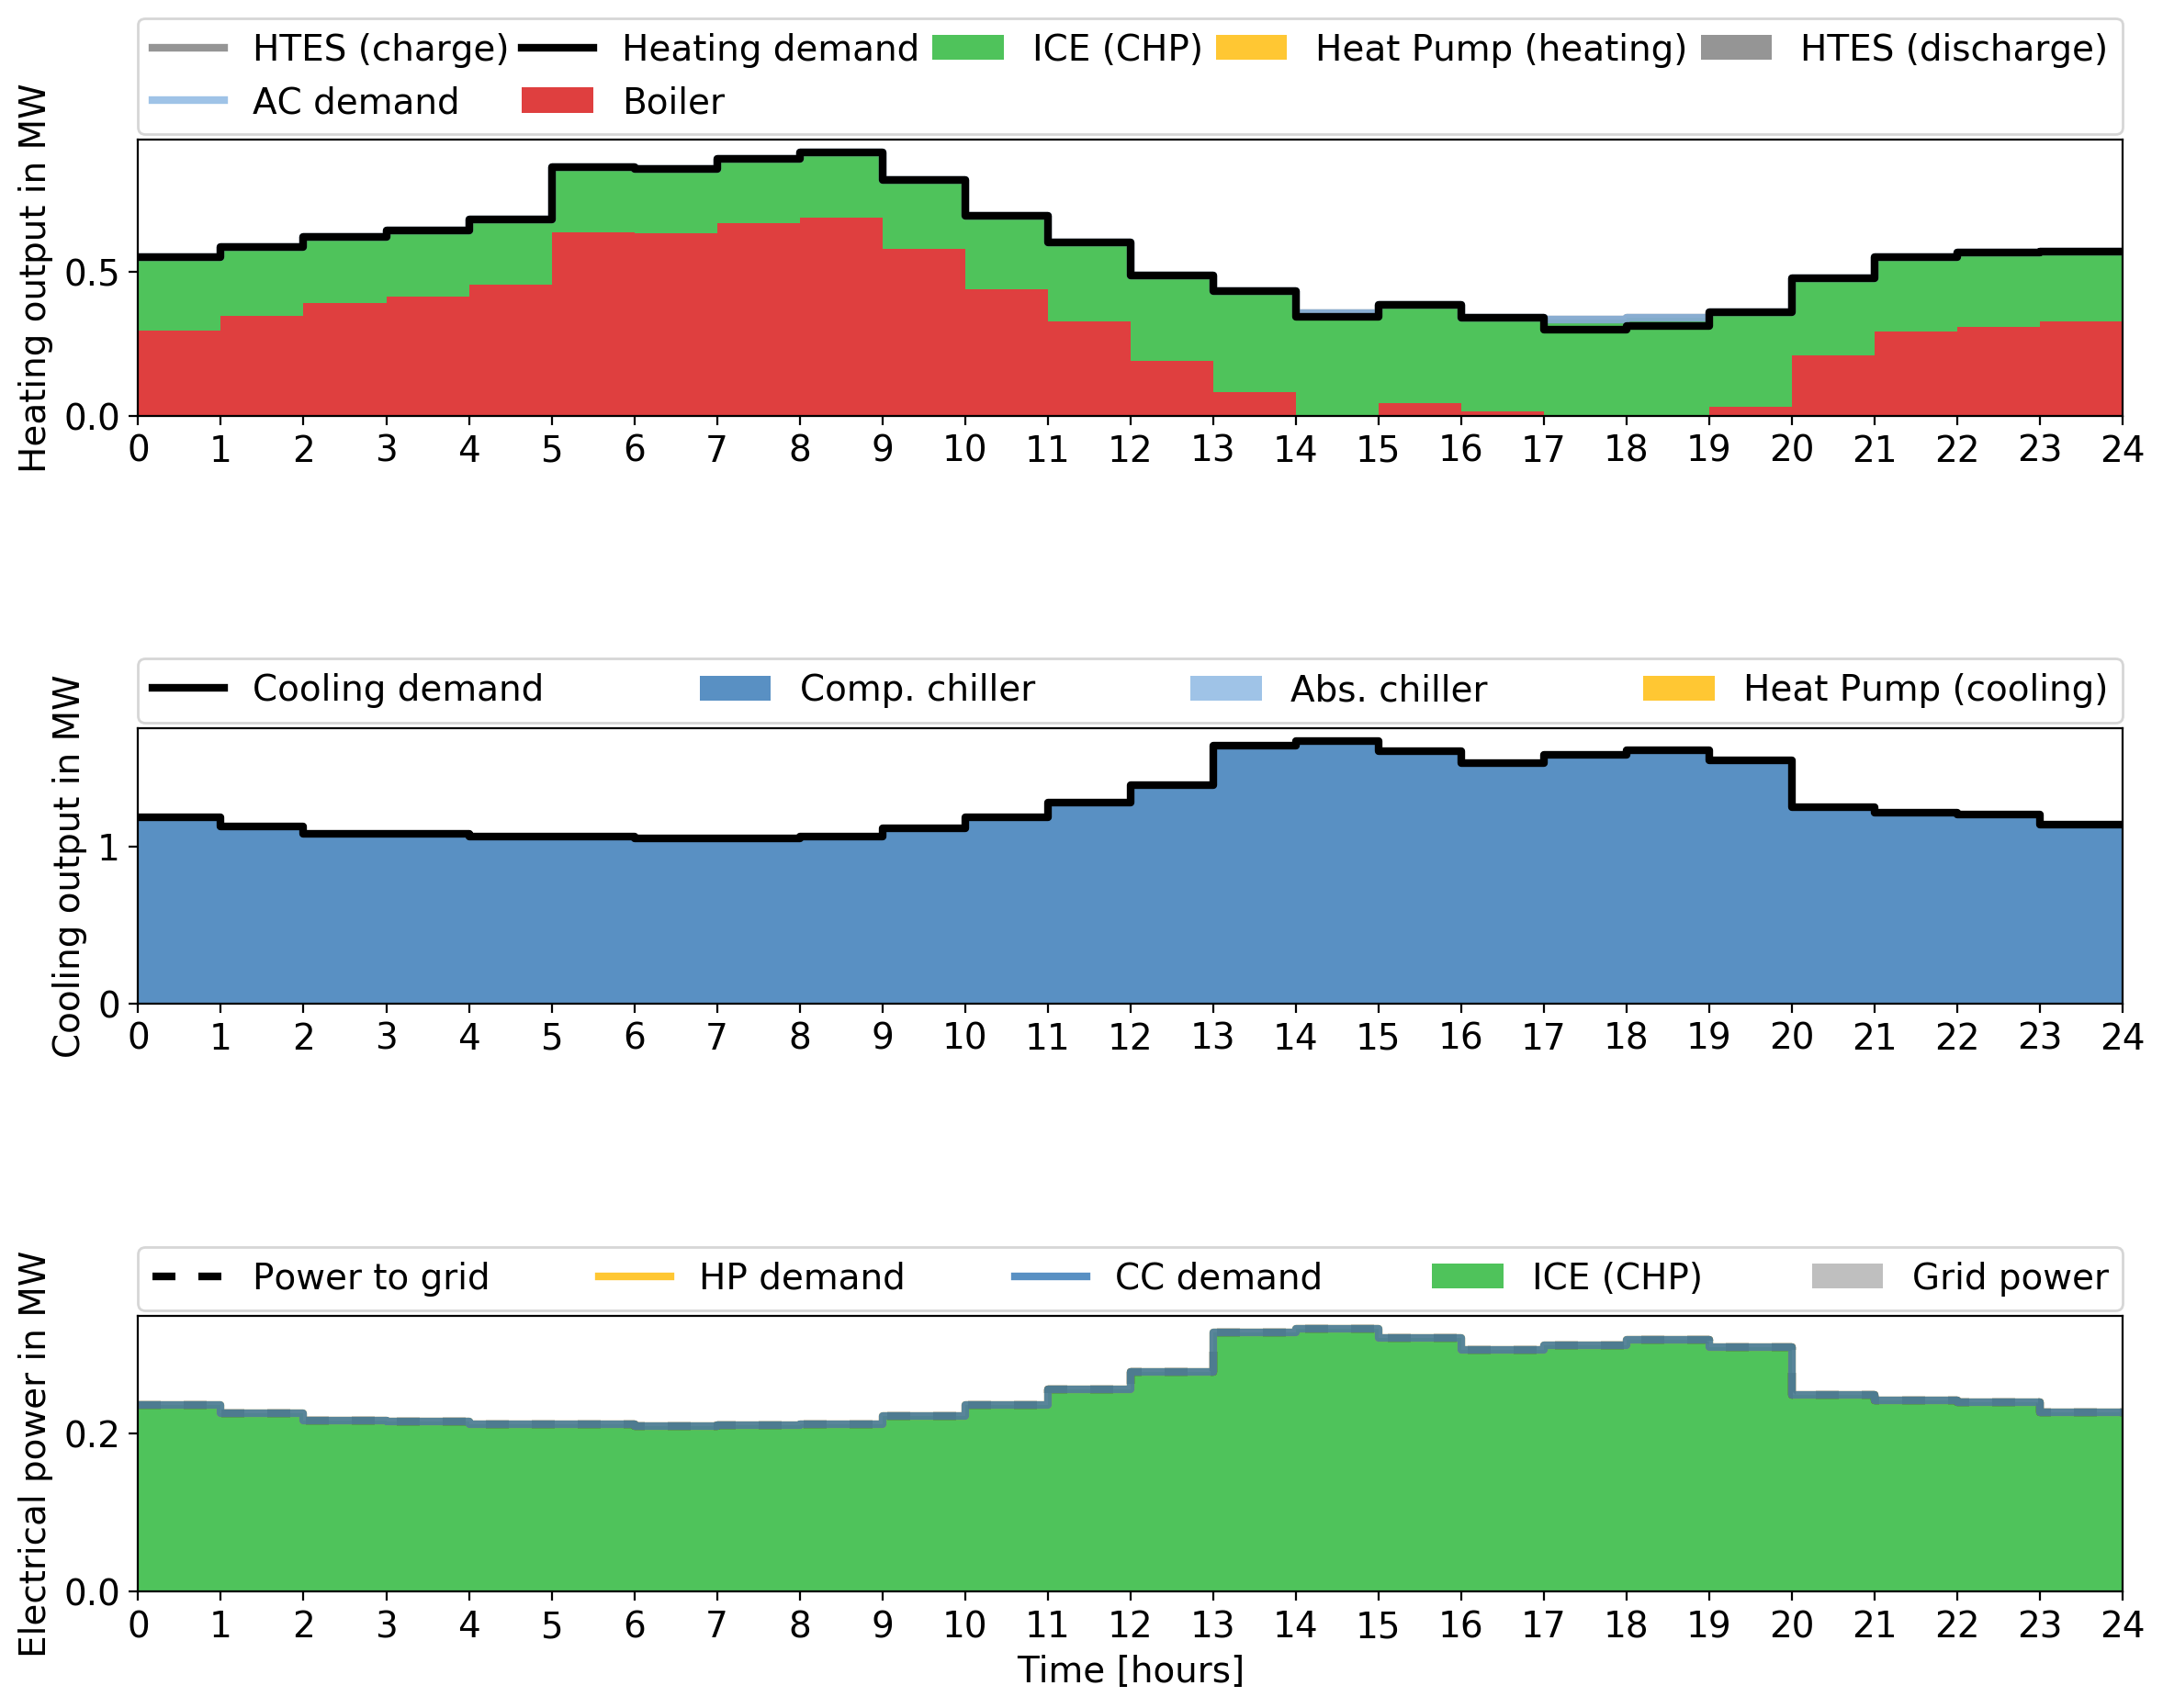 HTES (charge) Heating demand ICE (CHP) Heat Pump (heating) HTES (discharge)
AC demand Boiler
Heating output in MW
0.5
0.0
0 1 2 3 4 5 6 7 8 9 10 11 12 13 14 15 16 17 18 19 20 21 22 23 24
Cooling demand Comp. chiller Abs. chiller Heat Pump (cooling)
Cooling output in MW
1
0
0 1 2 3 4 5 6 7 8 9 10 11 12 13 14 15 16 17 18 19 20 21 22 23 24
Power to grid HP demand CC demand ICE (CHP) Grid power
Electrical power in MW
0.2
0.0
0 1 2 3 4 5 6 7 8 9 10 11 12 13 14 15 16 17 18 19 20 21 22 23 24
Time [hours]